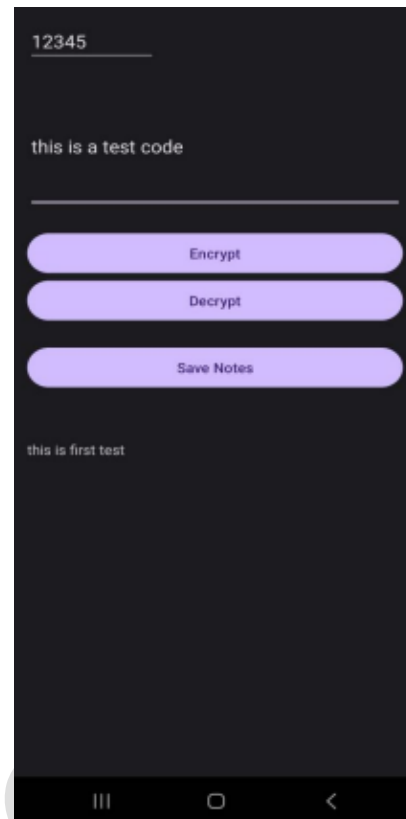 12345
this is a test code
Encrypt
Decrypt
Save Notes
this is first test